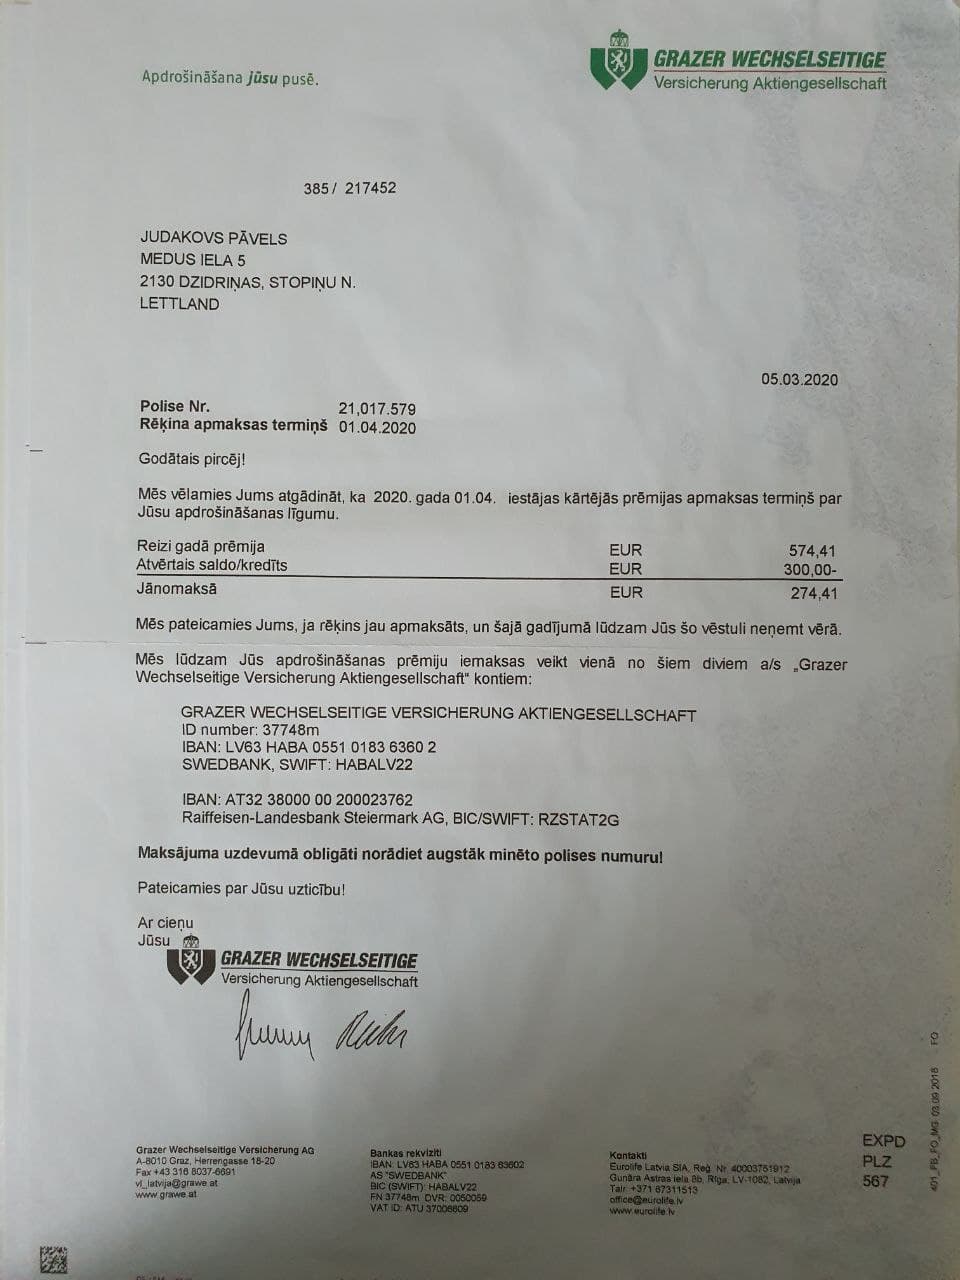 Apdrošināšana jūsu pusē.
GRAZER WECHSELSEITIGE
Versicherung Aktiengesellschaft
385 / 217452
JUDAKOVS PĀVELS
MEDUS IELA 5
2130 DZIDRIŅAS, STOPIŅU N.
LETTLAND
05.03.2020
Polise Nr. 21,017.579
Rēķina apmaksas termiņš 01.04.2020
Godātais pircēj!
Mēs vēlamies Jums atgādināt, ka 2020. gada 01.04. iestājas kārtējās prēmijas apmaksas termiņš par
Jūsu apdrošināšanas līgumu.
Reizi gadā prēmija EUR 574,41
Atvērtais saldo/kredīts EUR 300,00-
Jānomaksā EUR 274,41
Mēs pateicamies Jums, ja rēķins jau apmaksāts, un šajā gadījumā lūdzam Jūs šo vēstuli neņemt vērā.
Mēs lūdzam Jūs apdrošināšanas prēmiju iemaksas veikt vienā no šiem diviem a/s „Grazer
Wechselseitige Versicherung Aktiengesellschaft" kontiem:
GRAZER WECHSELSEITIGE VERSICHERUNG AKTIENGESELLSCHAFT
ID number: 37748m
IBAN: LV63 HABA 0551 0183 6360 2
SWEDBANK, SWIFT: HABALV22
IBAN: AT32 38000 00 200023762
Raiffeisen-Landesbank Steiermark AG, BIC/SWIFT: RZSTAT2G
Maksājuma uzdevumā obligāti norādiet augstāk minēto polises numuru!
Pateicamies par Jūsu uzticību!
Ar cieņu
Jūsu
GRAZER WECHSELSEITIGE
Versicherung Aktiengesellschaft
Grazer Wechselseitige Versicherung AG
A-8010 Graz, Herrengasse 18-20
Fax +43 316 8037-6691
vl_latvija@grawe.at
www.grawe.at
Bankas rekvizīti
IBAN: LV63 HABA 0551 0183 63602
AS "SWEDBANK"
BIC (SWIFT): HABALV22
FN 37748m DVR: 0050059
VAT ID: ATU 37008609
Kontakti
Eurolife Latvia SIA, Reģ. Nr. 40003751912
Gunāra Astras iela 8b, Rīga, LV-1082, Latvija
Talr. +371 67311513
office@eurolife.lv
www.eurolife.lv
EXPD
PLZ
567
401_PB_FO_MG 03.09.2018 FO